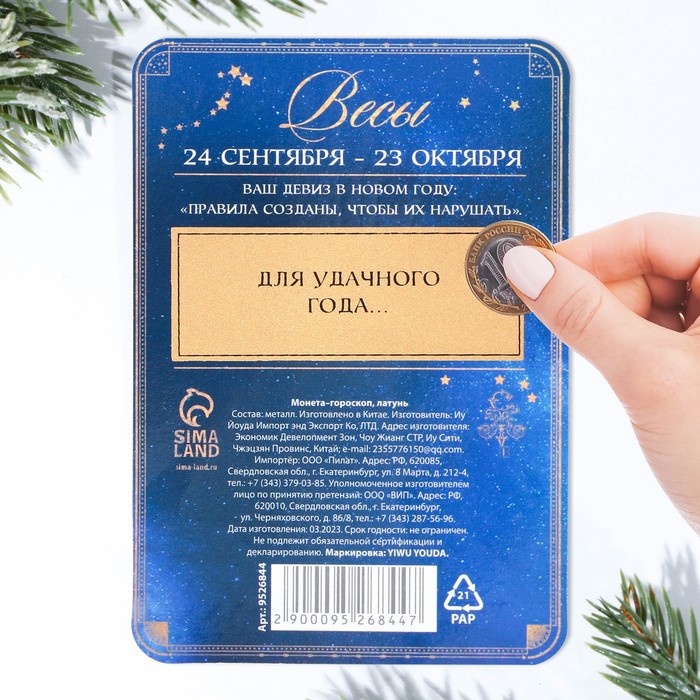 Весы
24 СЕНТЯБРЯ – 23 ОКТЯБРЯ
ВАШ ДЕВИЗ В НОВОМ ГОДУ:
«ПРАВИЛА СОЗДАНЫ, ЧТОБЫ ИХ НАРУШАТЬ».
ДЛЯ УДАЧНОГО
ГОДА...
БАНК РОССИИ
10
SIMA
LAND
sima-land.ru
Монета-гороскоп, латунь
Состав: металл. Изготовлено в Китае. Изготовитель: Иу
Йоуда Импорт энд Экспорт Ко, ЛТД. Адрес изготовителя:
Экономик Девелопмент Зон, Чоу Жианг СТР, Иу Сити,
Чжэцзян Провинс, Китай; e-mail: 2355776150@qq.com.
Импортёр: ООО «Пилат». Адрес: РФ, 620085,
Свердловская обл., г. Екатеринбург, ул. 8 Марта, д. 212-4,
тел.: +7 (343) 379-03-85. Уполномоченное изготовителем
лицо по принятию претензий: ООО «ВИП». Адрес: РФ,
620010, Свердловская обл., г. Екатеринбург,
ул. Черняховского, д. 86/8, тел.: +7 (343) 287-56-96.
Дата изготовления: 03.2023. Срок годности: не ограничен.
Не подлежит обязательной сертификации и
декларированию. Маркировка: YIWU YOUDA.
Арт.: 9526844
2 900095 268447
21
PAP